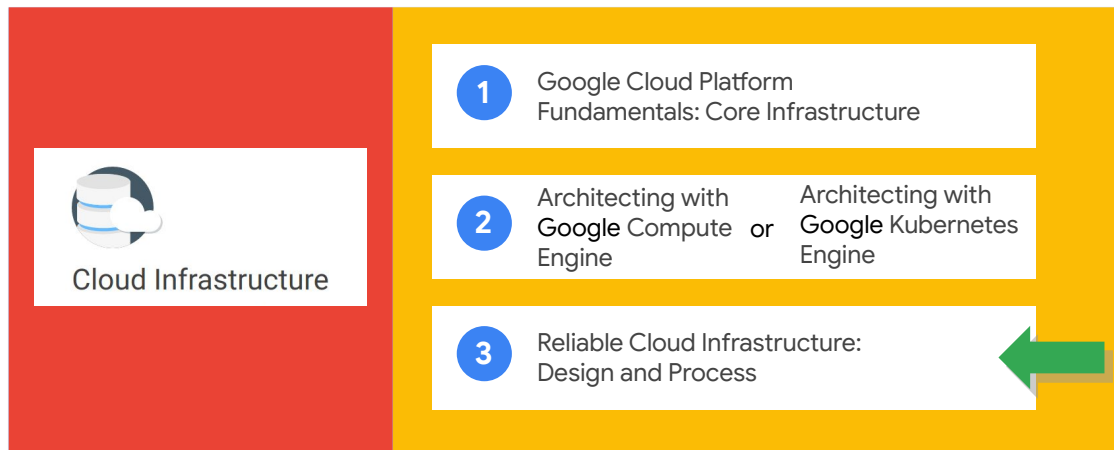 Cloud Infrastructure
1
Google Cloud Platform
Fundamentals: Core Infrastructure
2
Architecting with
Google Compute
Engine
or
Architecting with
Google Kubernetes
Engine
3
Reliable Cloud Infrastructure:
Design and Process